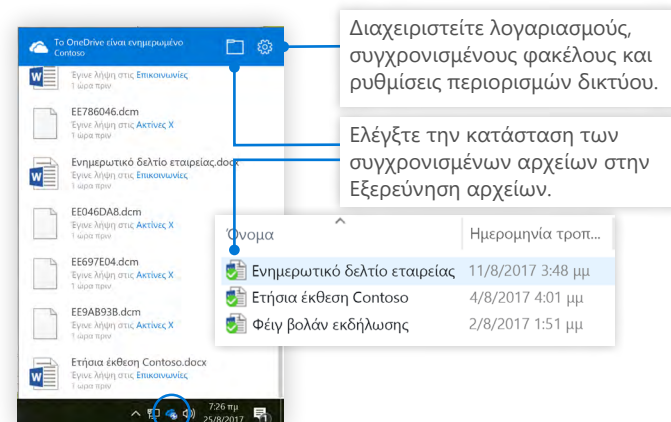 Το OneDrive είναι ενημερωμένο
Contoso
Έγινε λήψη στις Επικοινωνίες
1 ώρα πριν
EE786046.dcm
Έγινε λήψη στις Ακτίνες X
1 ώρα πριν
Ενημερωτικό δελτίο εταιρείας.docx
Έγινε λήψη στις Επικοινωνίες
1 ώρα πριν
EE046DA8.dcm
Έγινε λήψη στις Ακτίνες X
1 ώρα πριν
EE697E04.dcm
Έγινε λήψη στις Ακτίνες X
1 ώρα πριν
EE9AB93B.dcm
Έγινε λήψη στις Ακτίνες X
1 ώρα πριν
Ετήσια έκθεση Contoso.docx
Έγινε λήψη στις Επικοινωνίες
1 ώρα πριν
7:26 πμ
25/8/2017
Διαχειριστείτε λογαριασμούς,
συγχρονισμένους φακέλους και
ρυθμίσεις περιορισμών δικτύου.
Ελέγξτε την κατάσταση των
συγχρονισμένων αρχείων στην
Εξερεύνηση αρχείων.
Όνομα Ημερομηνία τροπ...
Ενημερωτικό δελτίο εταιρείας 11/8/2017 3:48 μμ
Ετήσια έκθεση Contoso 4/8/2017 4:01 μμ
Φέιγ βολάν εκδήλωσης 2/8/2017 1:51 μμ